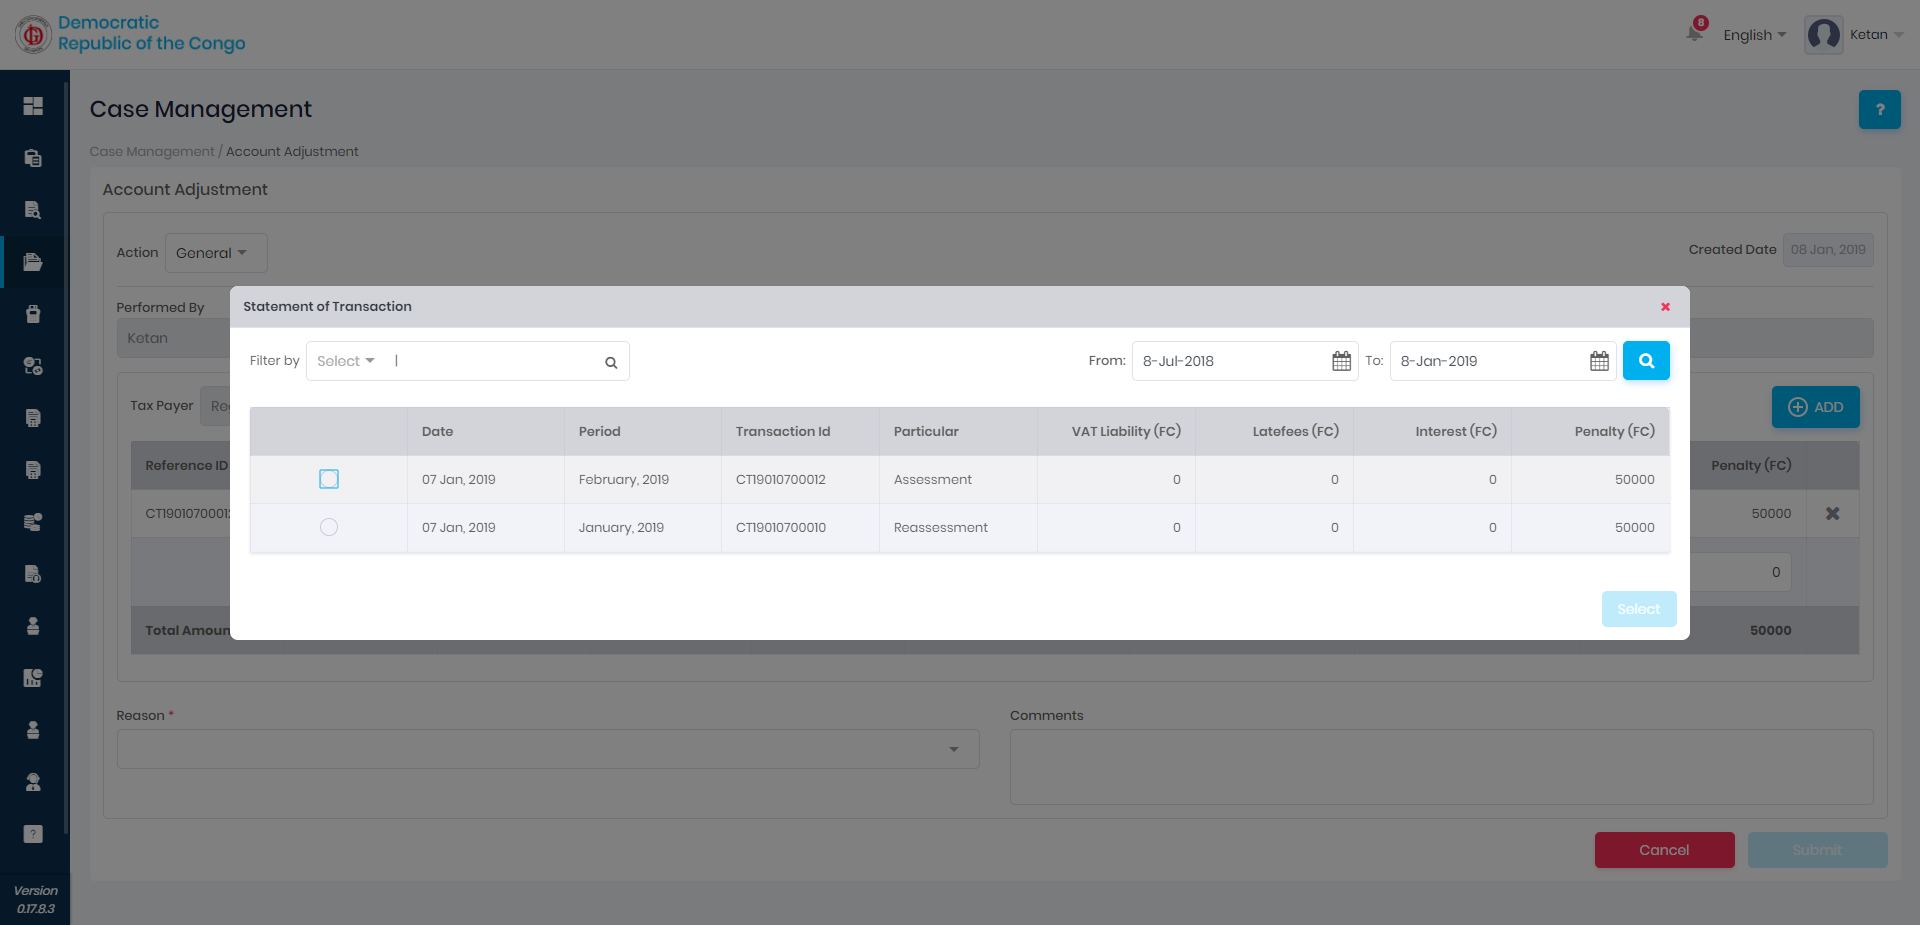 Democratic
Republic of the Congo
8
English
Ketan
Case Management
?
Case Management / Account Adjustment
Account Adjustment
Action
General
Created Date
08 Jan, 2019
Performed By
Ketan
Statement of Transaction
Filter by
Select
From:
8-Jul-2018
To:
8-Jan-2019
Tax Payer
ADD
Date
Period
Transaction Id
Particular
VAT Liability (FC)
Latefees (FC)
Interest (FC)
Penalty (FC)
07 Jan, 2019
February, 2019
CT19010700012
Assessment
0
0
0
50000
07 Jan, 2019
January, 2019
CT19010700010
Reassessment
0
0
0
50000
Select
Reference ID
Penalty (FC)
50000
0
Total
50000
Reason *
Comments
Cancel
Submit
?
Version
0.17.8.3